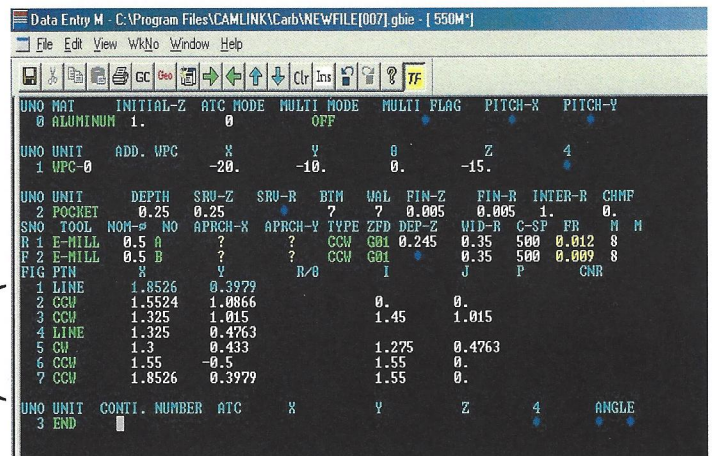 Data Entry M - C:\Program Files\CAMLINK\Carb\NEWFILE[007].gbie - [ 550M*]
File Edit View WkNo Window Help
GC Geo Clr Ins ? TF
UNO MAT INITIAL-Z ATC MODE MULTI MODE MULTI FLAG PITCH-X PITCH-Y
0 ALUMINUM 1. 0 OFF ♦ ♦ ♦
UNO UNIT ADD. WPC X Y θ Z 4
1 WPC-0 -20. -10. 0. -15. ♦
UNO UNIT DEPTH SRV-Z SRV-R BTM WAL FIN-Z FIN-R INTER-R CHMF
2 POCKET 0.25 0.25 ♦ 7 7 0.005 0.005 1. 0.
SNO TOOL NOM-ø NO APRCH-X APRCH-Y TYPE ZFD DEP-Z WID-R C-SP FR M M
R 1 E-MILL 0.5 A ? ? CCW G01 0.245 0.35 500 0.012 8
F 2 E-MILL 0.5 B ? ? CCW G01 ♦ 0.35 500 0.009 8
FIG PTN X Y R/θ I J P CNR
1 LINE 1.8526 0.3979
2 CCW 1.5524 1.0866 0. 0.
3 CCW 1.325 1.015 1.45 1.015
4 LINE 1.325 0.4763
5 CW 1.3 0.433 1.275 0.4763
6 CCW 1.55 -0.5 1.55 0.
7 CCW 1.8526 0.3979 1.55 0.
UNO UNIT CONTI. NUMBER ATC X Y Z 4 ANGLE
3 END ♦ ♦ ♦